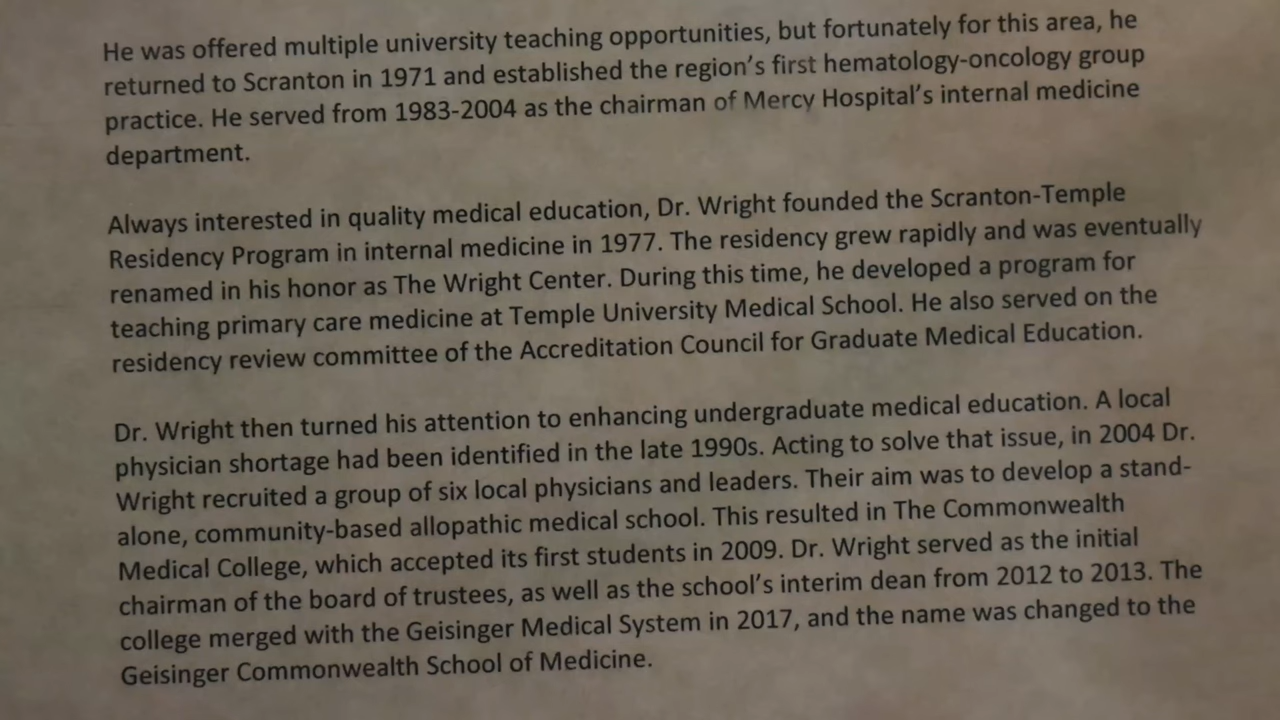 He was offered multiple university teaching opportunities, but fortunately for this area, he
returned to Scranton in 1971 and established the region's first hematology-oncology group
practice. He served from 1983-2004 as the chairman of Mercy Hospital's internal medicine
department.
Always interested in quality medical education, Dr. Wright founded the Scranton-Temple
Residency Program in internal medicine in 1977. The residency grew rapidly and was eventually
renamed in his honor as The Wright Center. During this time, he developed a program for
teaching primary care medicine at Temple University Medical School. He also served on the
residency review committee of the Accreditation Council for Graduate Medical Education.
Dr. Wright then turned his attention to enhancing undergraduate medical education. A local
physician shortage had been identified in the late 1990s. Acting to solve that issue, in 2004 Dr.
Wright recruited a group of six local physicians and leaders. Their aim was to develop a stand-
alone, community-based allopathic medical school. This resulted in The Commonwealth
Medical College, which accepted its first students in 2009. Dr. Wright served as the initial
chairman of the board of trustees, as well as the school's interim dean from 2012 to 2013. The
college merged with the Geisinger Medical System in 2017, and the name was changed to the
Geisinger Commonwealth School of Medicine.